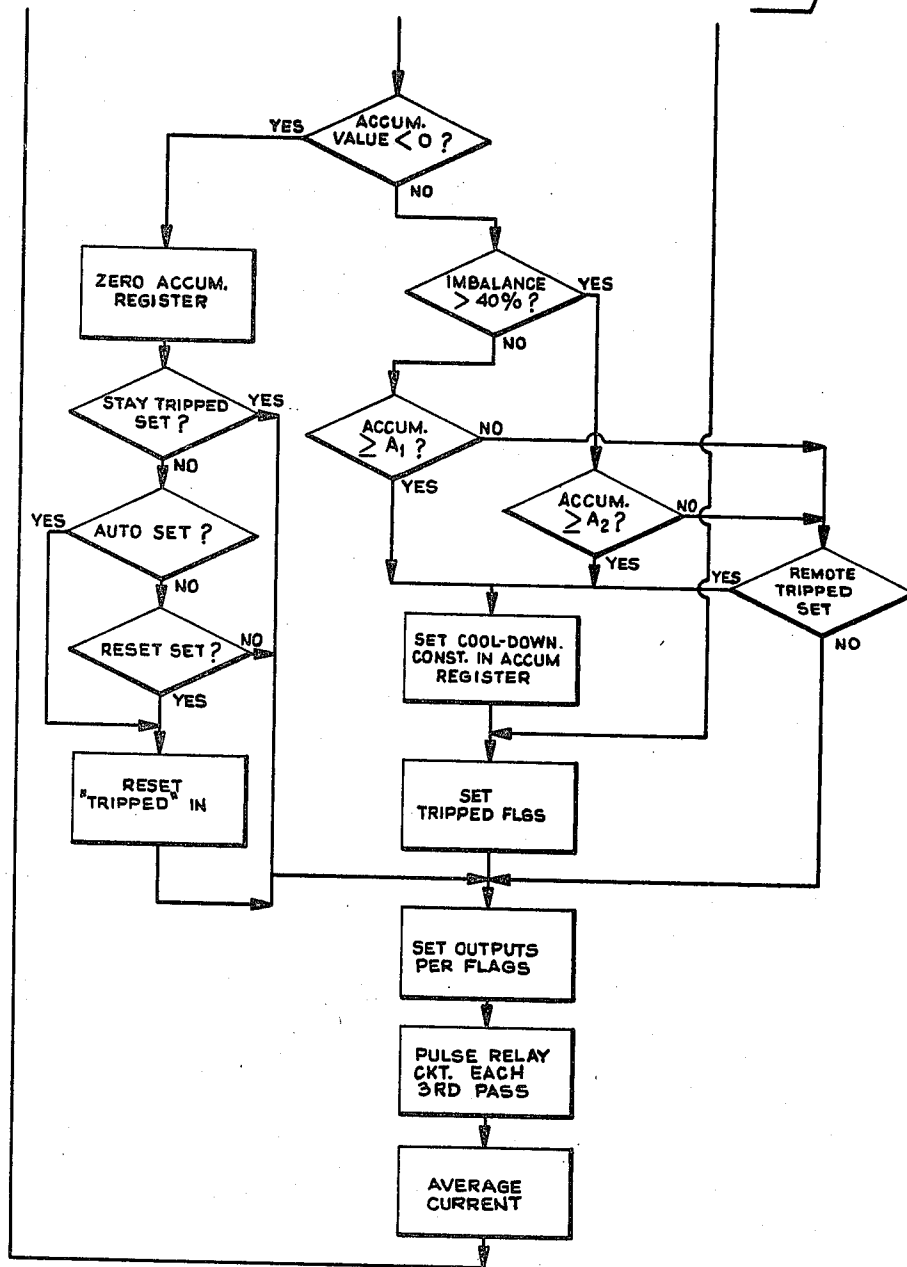 ACCUM.
VALUE < 0 ?
YES
NO
ZERO ACCUM.
REGISTER
IMBALANCE
> 40% ?
YES
NO
STAY TRIPPED
SET ?
YES
NO
ACCUM.
≥ A1 ?
NO
YES
AUTO SET ?
YES
NO
ACCUM.
≥ A2 ?
NO
YES
REMOTE
TRIPPED
SET
YES
NO
RESET SET ?
NO
YES
SET COOL-DOWN.
CONST. IN ACCUM
REGISTER
RESET
"TRIPPED" IN
SET
TRIPPED FLGS
SET OUTPUTS
PER FLAGS
PULSE RELAY
CKT. EACH
3RD PASS
AVERAGE
CURRENT